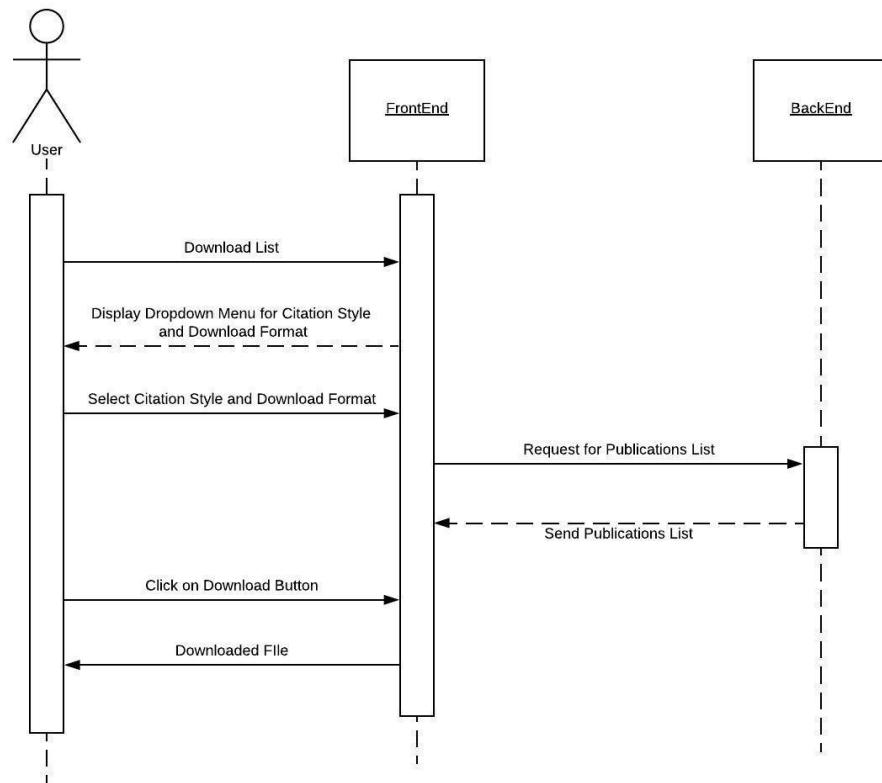 FrontEnd
BackEnd
User
Download List
Display Dropdown Menu for Citation Style
and Download Format
Select Citation Style and Download Format
Request for Publications List
Send Publications List
Click on Download Button
Downloaded FIle